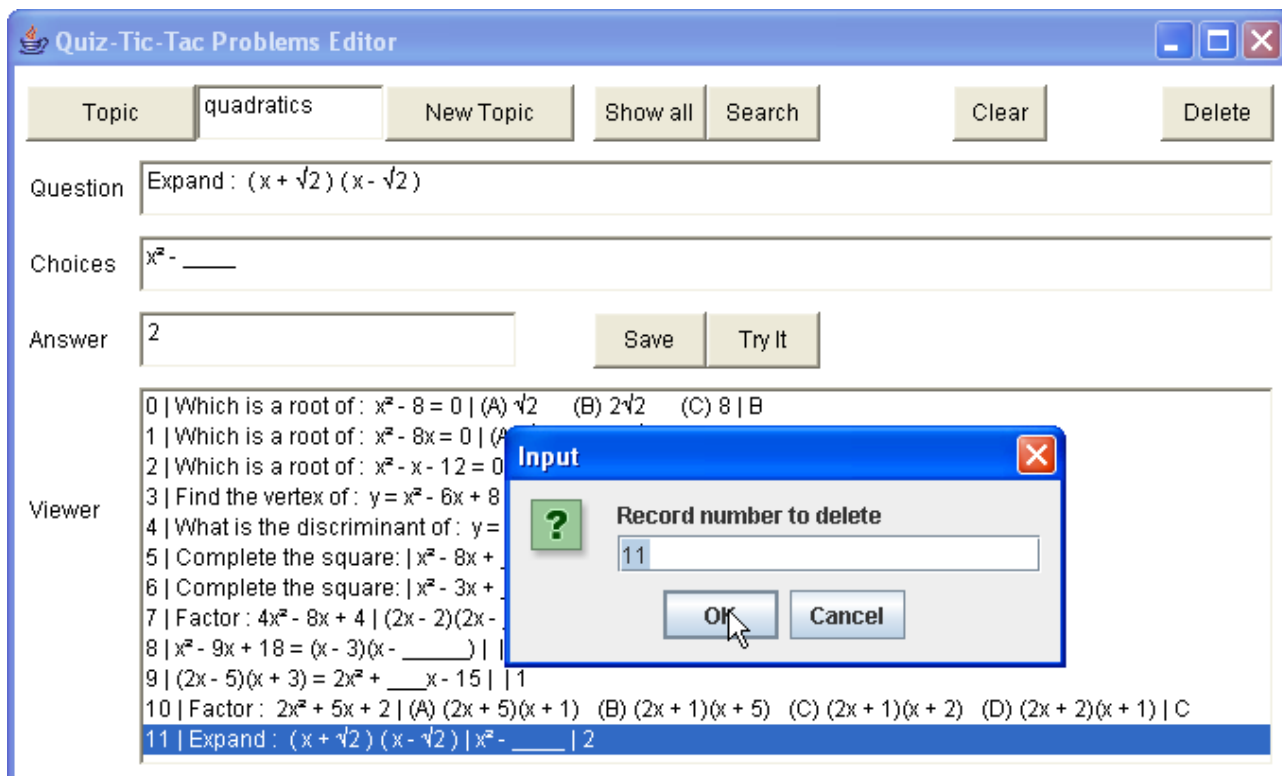 Quiz-Tic-Tac Problems Editor
Topic quadratics New Topic Show all Search Clear Delete
Question Expand : ( x + √2 ) ( x - √2 )
Choices x² - _____
Answer 2 Save Try It
Viewer
0 | Which is a root of : x² - 8 = 0 | (A) √2 (B) 2√2 (C) 8 | B
1 | Which is a root of : x² - 8x = 0 | (A
2 | Which is a root of : x² - x - 12 = 0
3 | Find the vertex of : y = x² - 6x + 8
4 | What is the discriminant of : y =
5 | Complete the square: | x² - 8x + _
6 | Complete the square: | x² - 3x + _
7 | Factor : 4x² - 8x + 4 | (2x - 2)(2x - _
8 | x² - 9x + 18 = (x - 3)(x - ______) | |
9 | (2x - 5)(x + 3) = 2x² + ___x - 15 | | 1
10 | Factor : 2x² + 5x + 2 | (A) (2x + 5)(x + 1) (B) (2x + 1)(x + 5) (C) (2x + 1)(x + 2) (D) (2x + 2)(x + 1) | C
11 | Expand : ( x + √2 ) ( x - √2 ) | x² - _____ | 2
Input
?
Record number to delete
11
OK Cancel